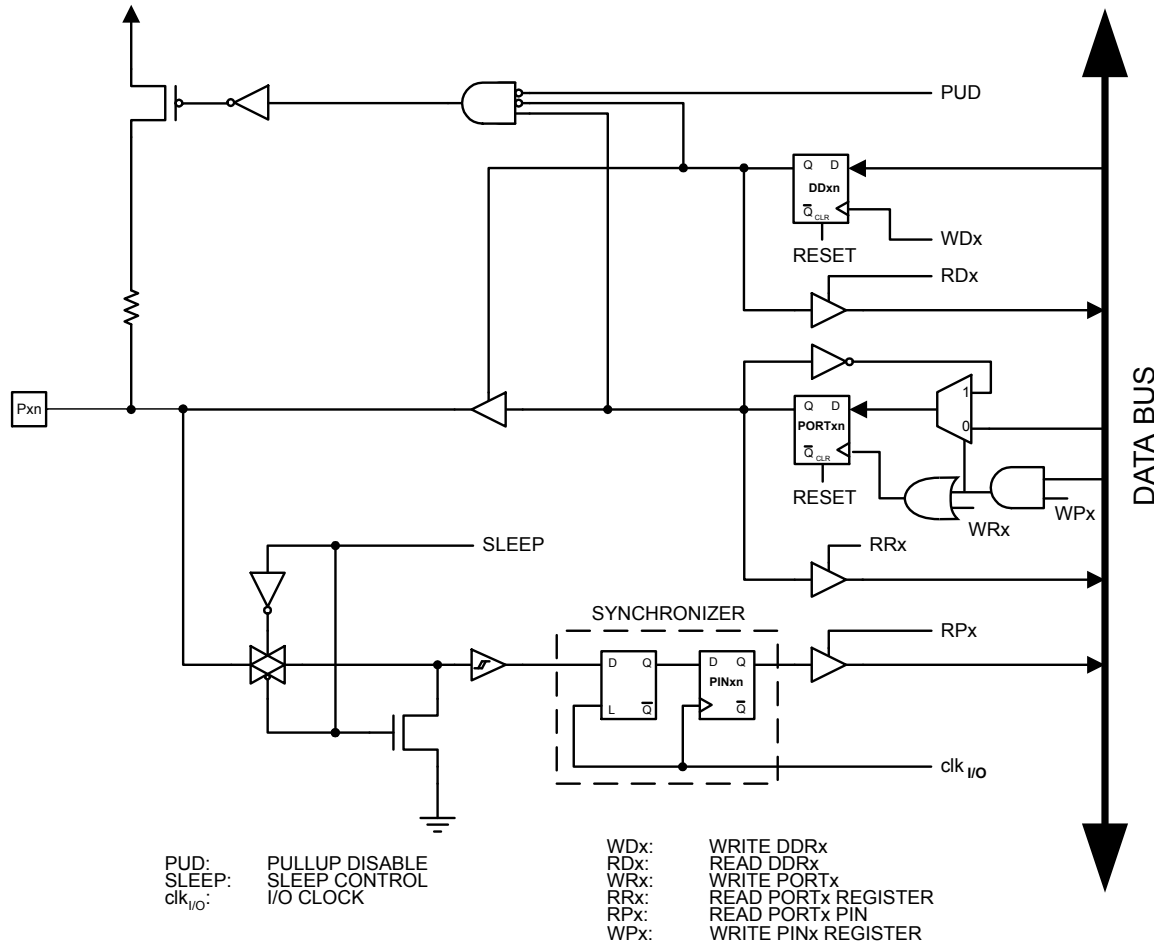 PUD
Q D
DDxn
Q CLR
WDx
RESET
RDx
Pxn
1
Q D
PORTxn
0
Q CLR
RESET
WRx
WPx
DATA BUS
SLEEP
RRx
SYNCHRONIZER
RPx
D Q
D Q
PINxn
L Q
Q
clk I/O
PUD: PULLUP DISABLE
SLEEP: SLEEP CONTROL
clkI/O: I/O CLOCK
WDx: WRITE DDRx
RDx: READ DDRx
WRx: WRITE PORTx
RRx: READ PORTx REGISTER
RPx: READ PORTx PIN
WPx: WRITE PINx REGISTER